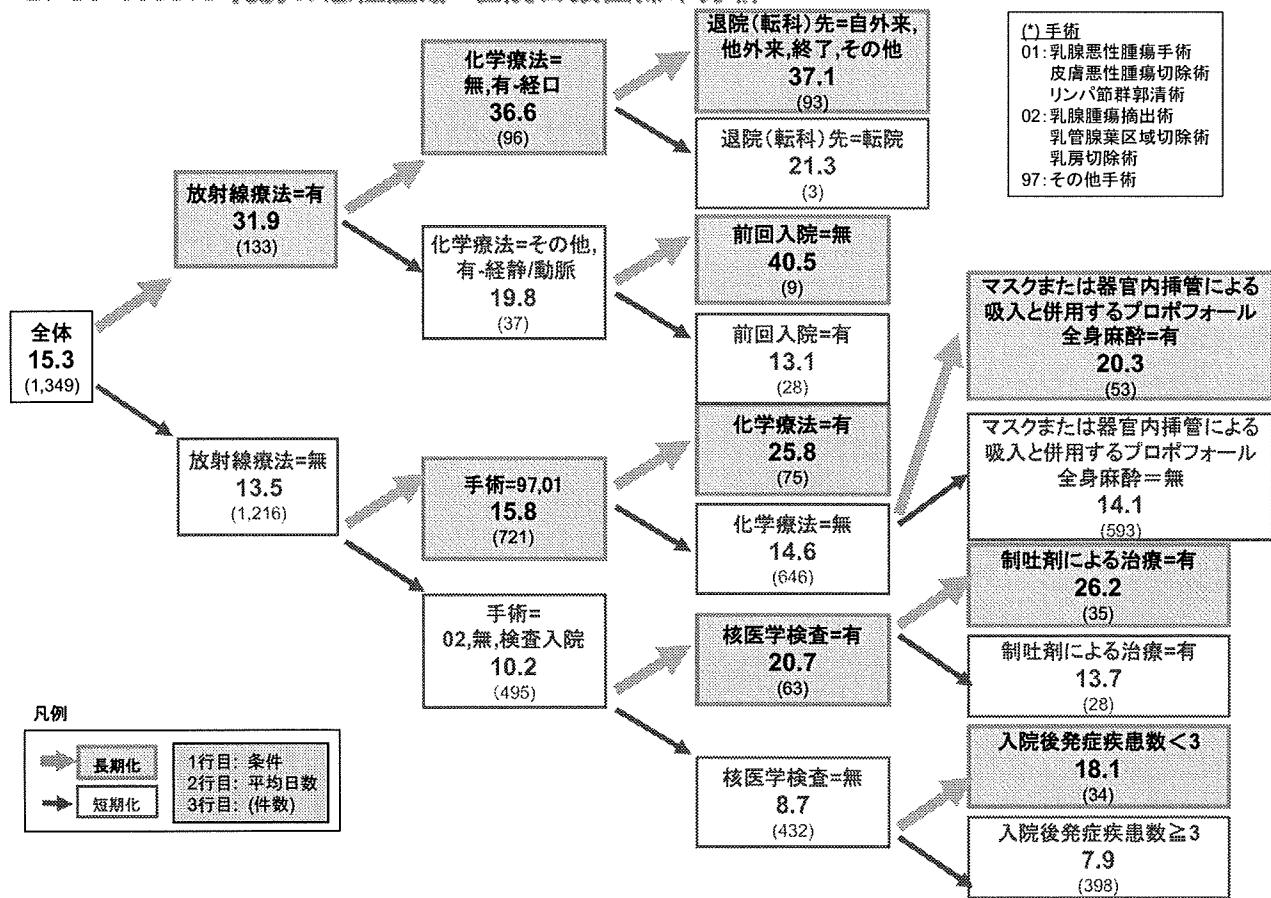 化学療法=
無,有-経口
36.6
(96)
退院(転科)先=自外来,
他外来,終了,その他
37.1
(93)
退院(転科)先=転院
21.3
(3)
(*) 手術
01:乳腺悪性腫瘍手術
皮膚悪性腫瘍切除術
リンパ節群郭清術
02:乳腺腫瘍摘出術
乳管腺葉区域切除術
乳房切除術
97:その他手術
放射線療法=有
31.9
(133)
化学療法=その他,
有-経静/動脈
19.8
(37)
前回入院=無
40.5
(9)
前回入院=有
13.1
(28)
全体
15.3
(1,349)
放射線療法=無
13.5
(1,216)
手術=97,01
15.8
(721)
化学療法=有
25.8
(75)
化学療法=無
14.6
(646)
マスクまたは器官内挿管による
吸入と併用するプロポフォール
全身麻酔=有
20.3
(53)
マスクまたは器官内挿管による
吸入と併用するプロポフォール
全身麻酔=無
14.1
(593)
手術=
02,無,検査入院
10.2
(495)
核医学検査=有
20.7
(63)
制吐剤による治療=有
26.2
(35)
制吐剤による治療=有
13.7
(28)
核医学検査=無
8.7
(432)
入院後発症疾患数<3
18.1
(34)
入院後発症疾患数≧3
7.9
(398)
凡例
長期化
短期化
1行目: 条件
2行目: 平均日数
3行目: (件数)